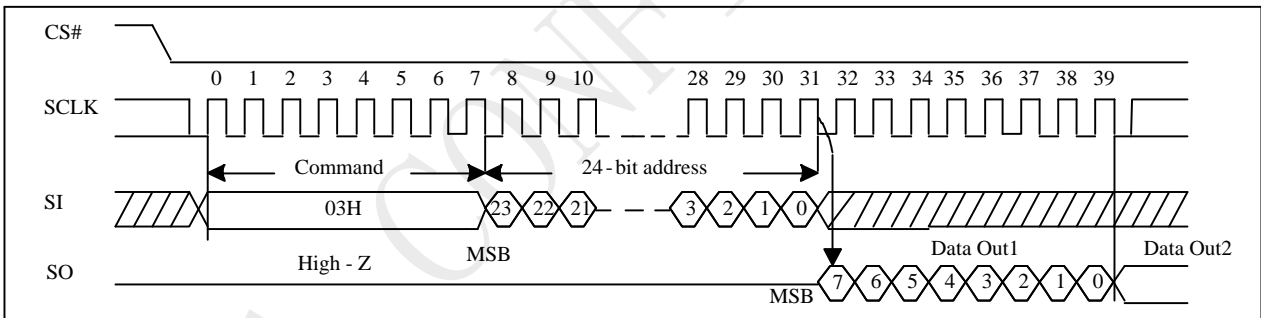 CS#
0 1 2 3 4 5 6 7 8 9 10 28 29 30 31 32 33 34 35 36 37 38 39
SCLK
Command 24-bit address
SI 03H 23 22 21 3 2 1 0
MSB Data Out1 Data Out2
High - Z
SO 7 6 5 4 3 2 1 0
MSB